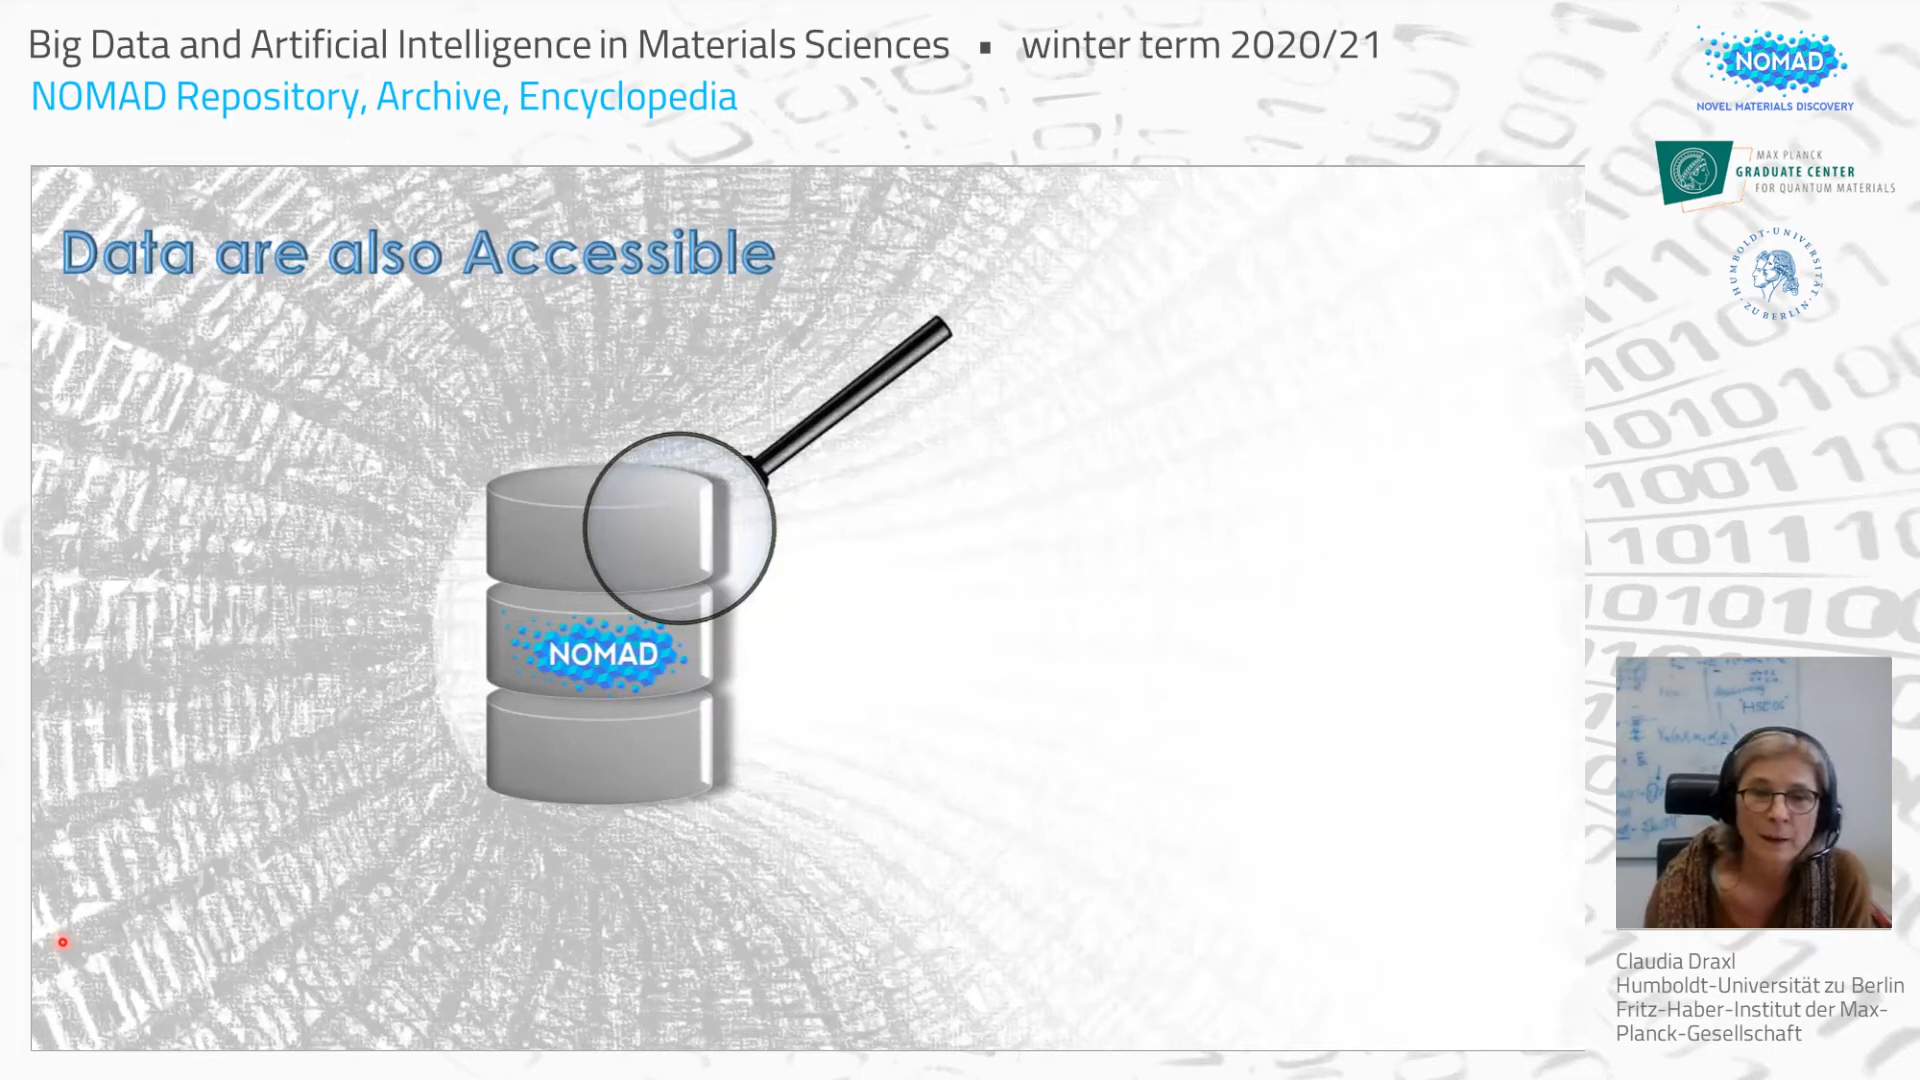 Big Data and Artificial Intelligence in Materials Sciences ▪ winter term 2020/21
NOMAD Repository, Archive, Encyclopedia
NOMAD
NOVEL MATERIALS DISCOVERY
MAX PLANCK
GRADUATE CENTER
FOR QUANTUM MATERIALS
HUMBOLDT-UNIVERSITÄT
ZU BERLIN
Data are also Accessible
NOMAD
Claudia Draxl
Humboldt-Universität zu Berlin
Fritz-Haber-Institut der Max-
Planck-Gesellschaft